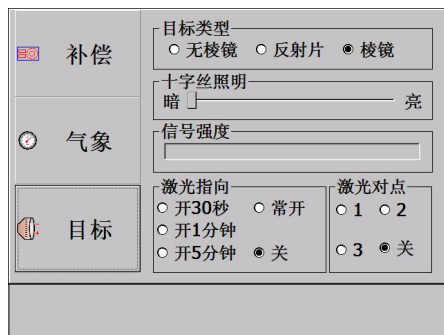 补偿
气象
目标
目标类型
无棱镜 反射片 棱镜
十字丝照明
暗 亮
信号强度
激光指向
开30秒 常开
开1分钟
开5分钟 关
激光对点
1 2
3 关